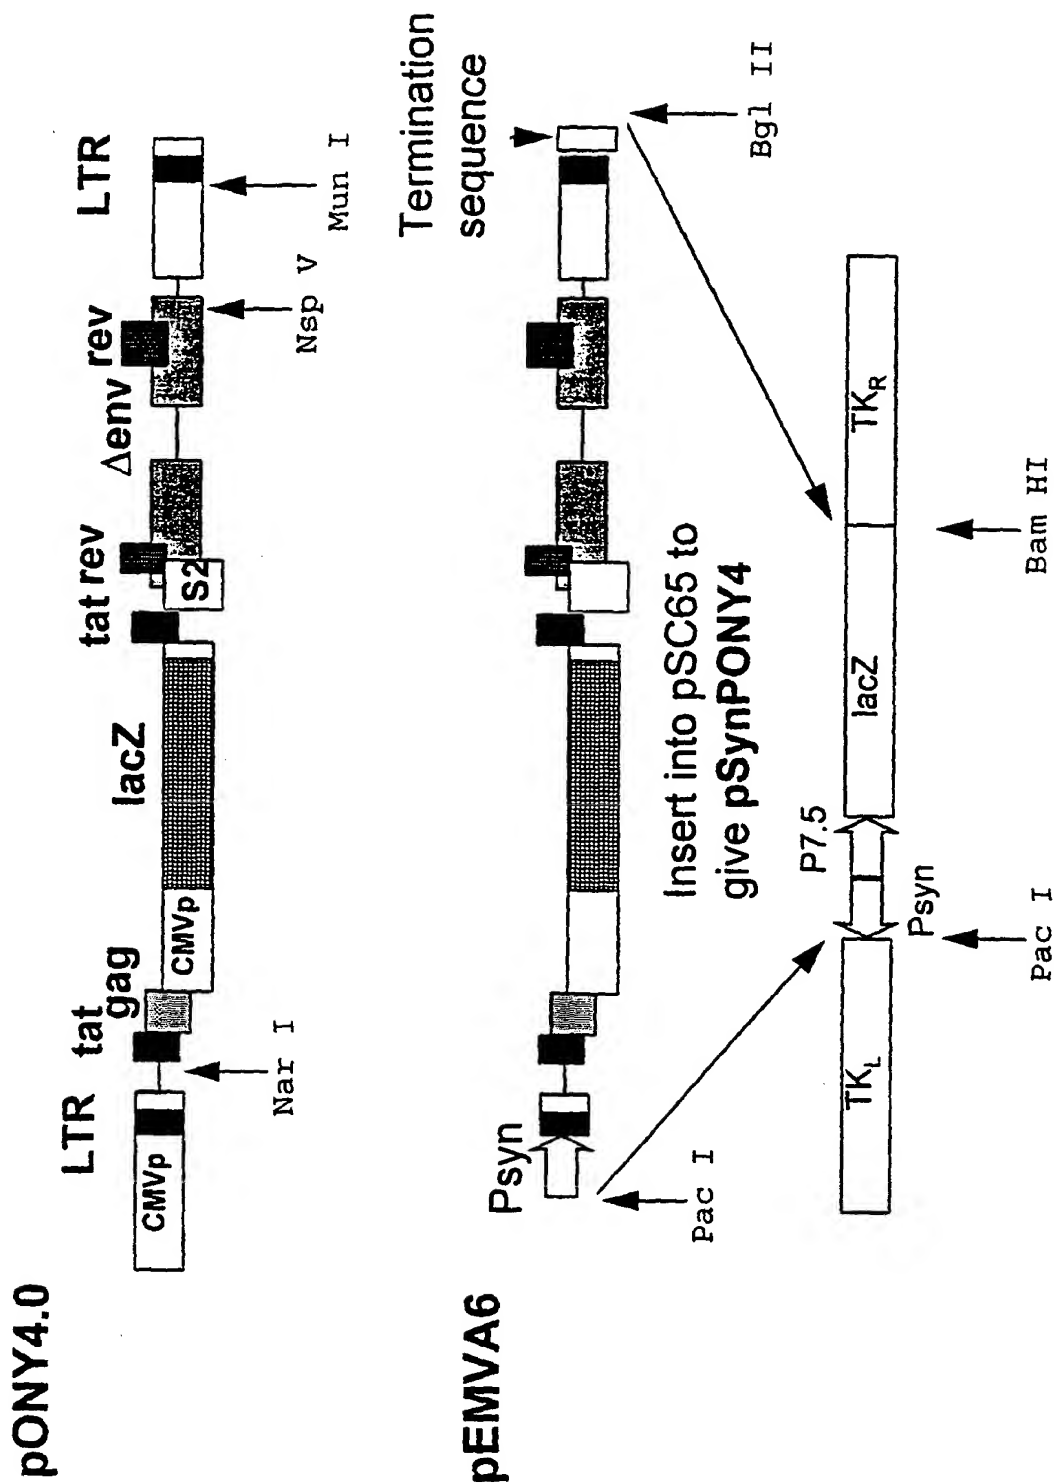 pONY4.0
LTR
tat
gag
lacZ
tat rev
Δenv
rev
LTR
CMVp
CMVp
S2
Nar I
Nsp V
Mun I
pEMVA6
Psyn
Termination
sequence
Pac I
Bgl II
Insert into pSC65 to
give pSynPONY4
P7.5
TKL
lacZ
TKR
Psyn
Pac I
Bam HI